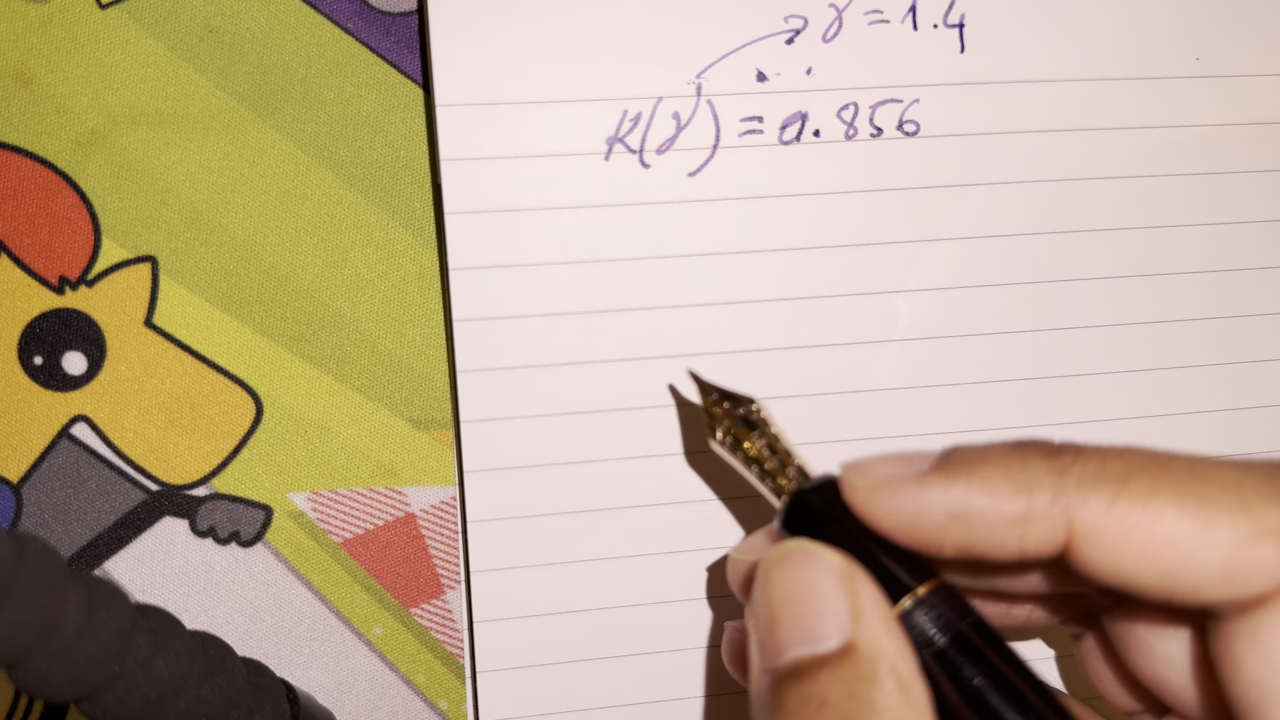 γ = 1.4
K(γ) = 0.856